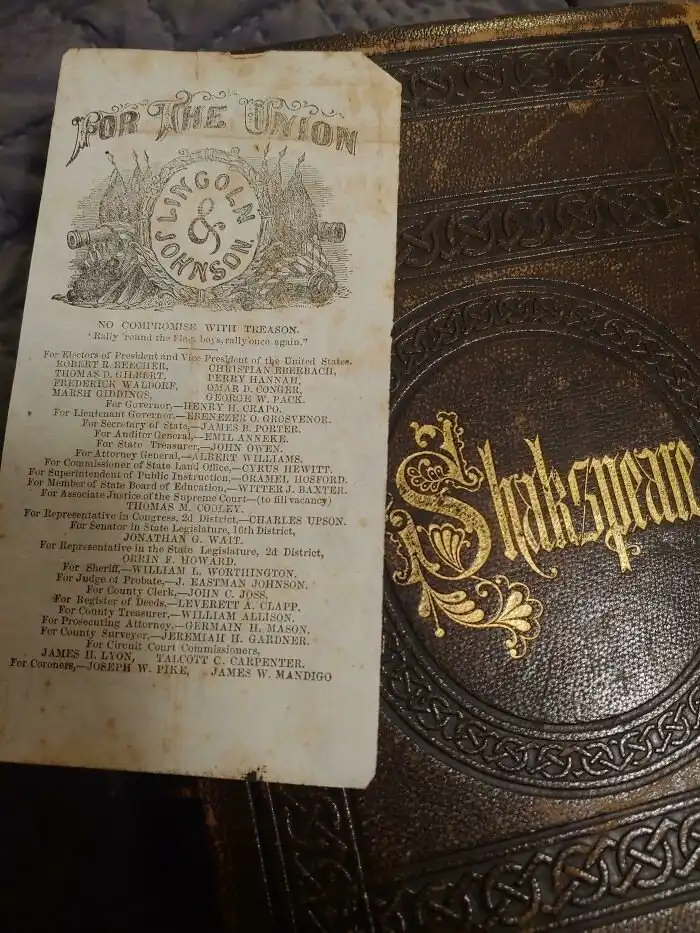 FOR THE UNION
LINCOLN
&
JOHNSON.
NO COMPROMISE WITH TREASON.
"Rally 'round the Flag, boys, rally once again."
For Electors of President and Vice President of the United States.
ROBERT R. BEECHER, CHRISTIAN EBERBACH,
THOMAS D. GILBERT, PERRY HANNAH,
FREDERICK WALDORF, OMAR D. CONGER,
MARSH GIDDINGS, GEORGE W. PACK.
For Governor,—HENRY H. CRAPO.
For Lieutenant Governor,—EBENEZER O. GROSVENOR.
For Secretary of State,—JAMES B. PORTER.
For Auditor General,—EMIL ANNEKE.
For State Treasurer,—JOHN OWEN.
For Attorney General,—ALBERT WILLIAMS.
For Commissioner of State Land Office,—CYRUS HEWITT.
For Superintendent of Public Instruction,—ORAMEL HOSFORD.
For Member of State Board of Education,—WITTER J. BAXTER.
For Associate Justice of the Supreme Court—(to fill vacancy)
THOMAS M. COOLEY.
For Representative in Congress, 2d District,—CHARLES UPSON.
For Senator in State Legislature, 16th District,
JONATHAN G. WAIT.
For Representative in the State Legislature, 2d District,
ORRIN F. HOWARD.
For Sheriff,—WILLIAM L. WORTHINGTON,
For Judge of Probate,—J. EASTMAN JOHNSON.
For County Clerk,—JOHN C. JOSS.
For Register of Deeds,—LEVERETT A. CLAPP.
For County Treasurer,—WILLIAM ALLISON.
For Prosecuting Attorney,—GERMAIN H. MASON.
For County Surveyor,—JEREMIAH H. GARDNER.
For Circuit Court Commissioners,
JAMES H. LYON, TALCOTT C. CARPENTER.
For Coroners,—JOSEPH W. PIKE, JAMES W. MANDIGO
Shakspeare